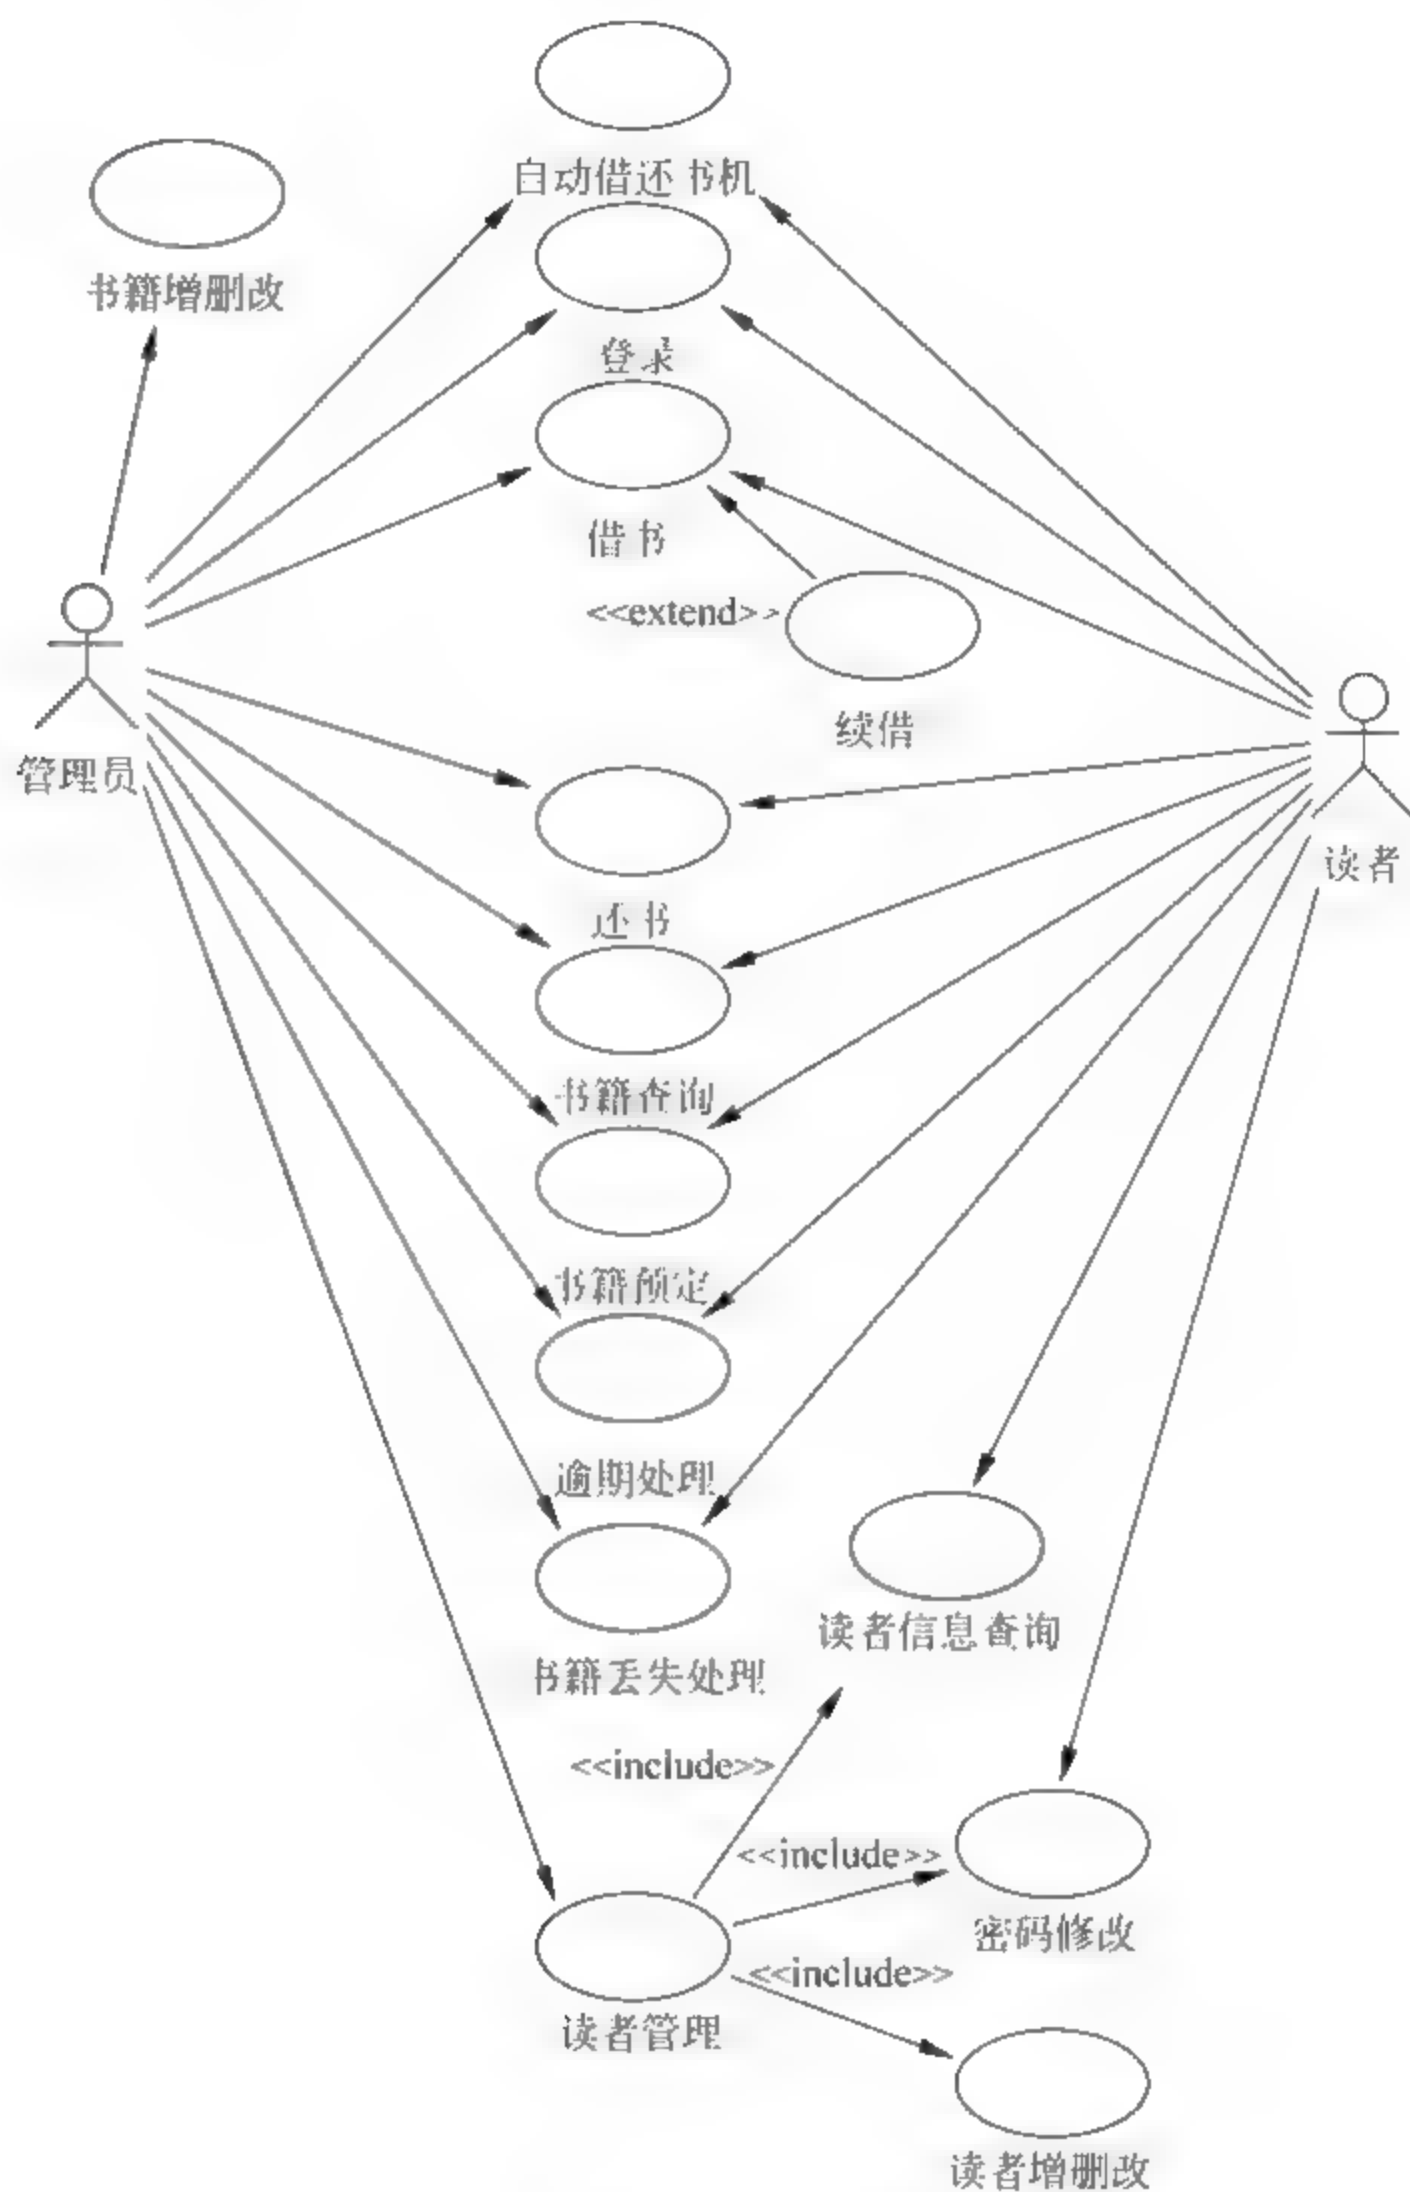 自动借还书机
书籍增删改
登录
借书
<<extend>>
续借
管理员
读者
还书
书籍查询
书籍预定
逾期处理
读者信息查询
书籍丢失处理
<<include>>
<<include>>
密码修改
<<include>>
读者管理
读者增删改